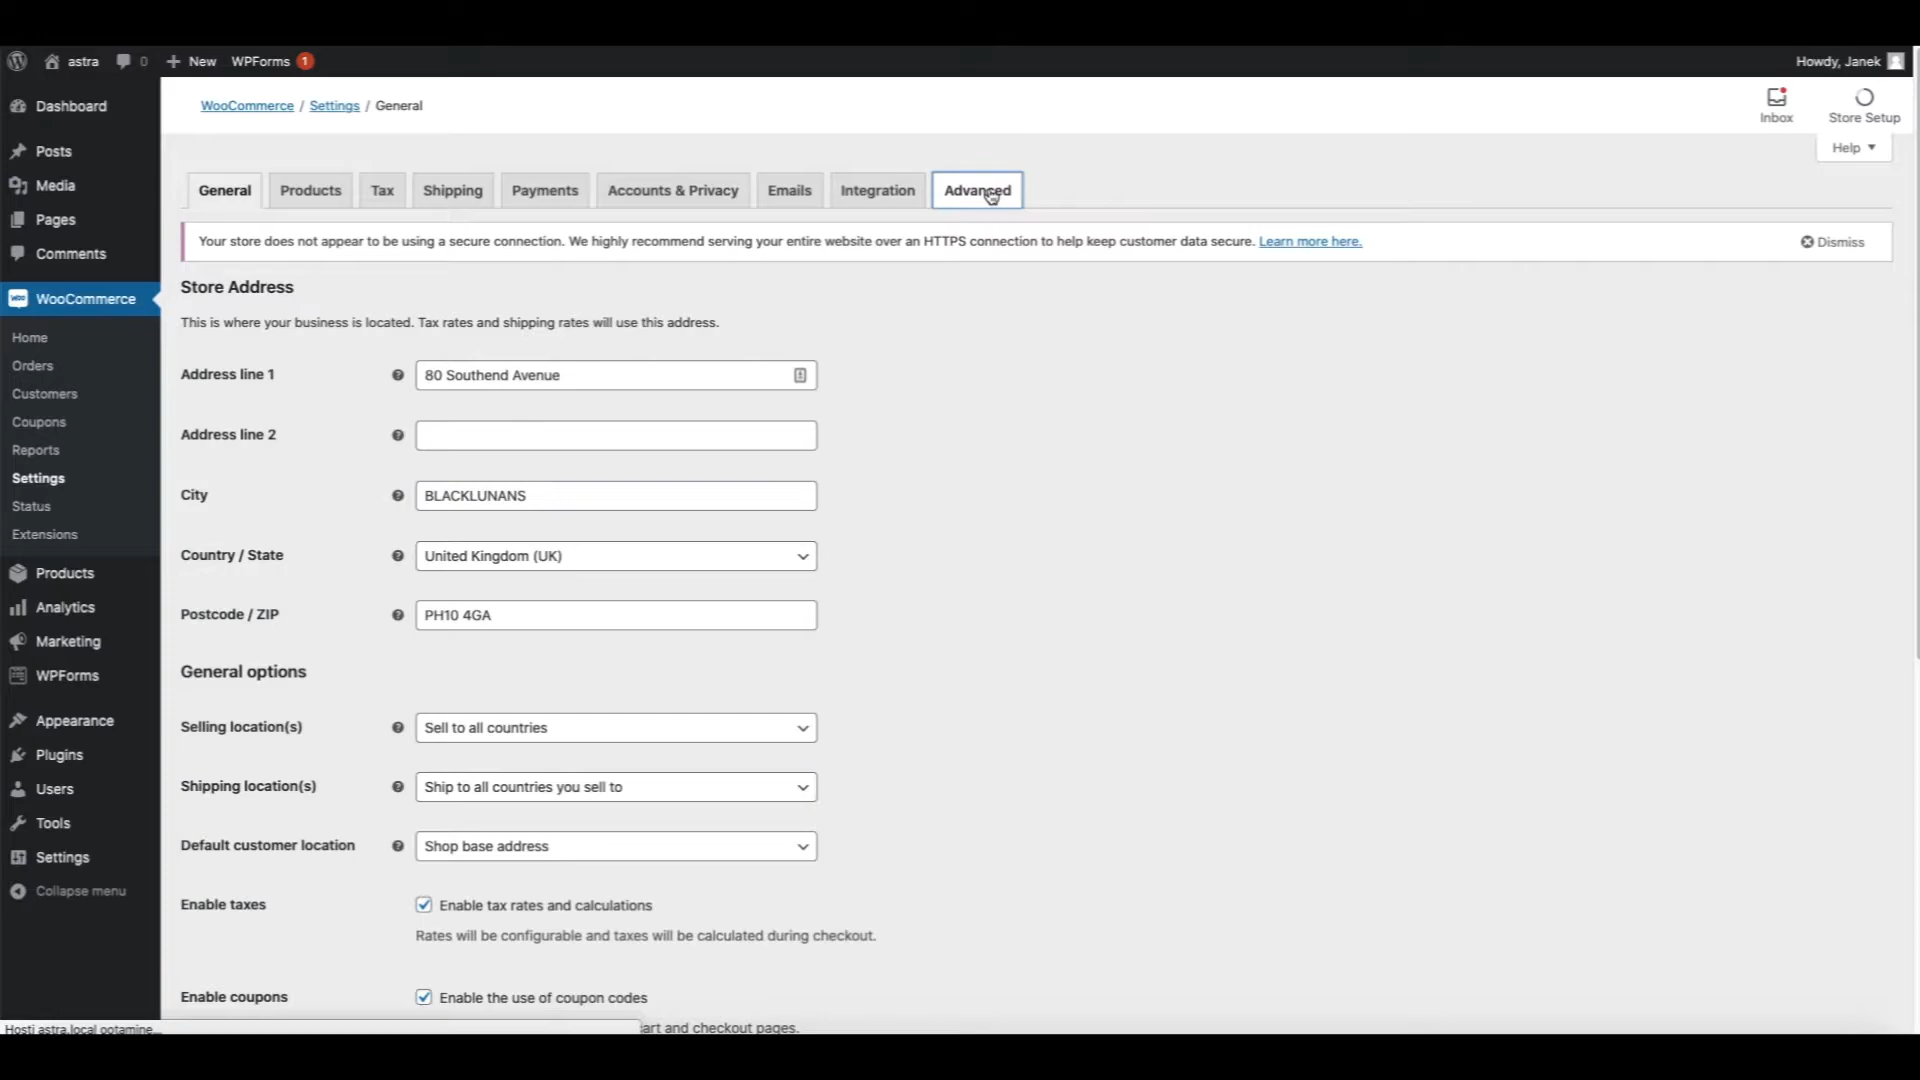 astra 0 New WPForms 1 Howdy, Janek
Dashboard
Posts
Media
Pages
Comments
WooCommerce
Home
Orders
Customers
Coupons
Reports
Settings
Status
Extensions
Products
Analytics
Marketing
WPForms
Appearance
Plugins
Users
Tools
Settings
Collapse menu
WooCommerce / Settings / General
Inbox
Store Setup
Help
General Products Tax Shipping Payments Accounts & Privacy Emails Integration Advanced
Your store does not appear to be using a secure connection. We highly recommend serving your entire website over an HTTPS connection to help keep customer data secure. Learn more here. Dismiss
Store Address
This is where your business is located. Tax rates and shipping rates will use this address.
Address line 1 80 Southend Avenue
Address line 2
City BLACKLUNANS
Country / State United Kingdom (UK)
Postcode / ZIP PH10 4GA
General options
Selling location(s) Sell to all countries
Shipping location(s) Ship to all countries you sell to
Default customer location Shop base address
Enable taxes Enable tax rates and calculations
Rates will be configurable and taxes will be calculated during checkout.
Enable coupons Enable the use of coupon codes
art and checkout pages.
Hosti astra.local ootamine...